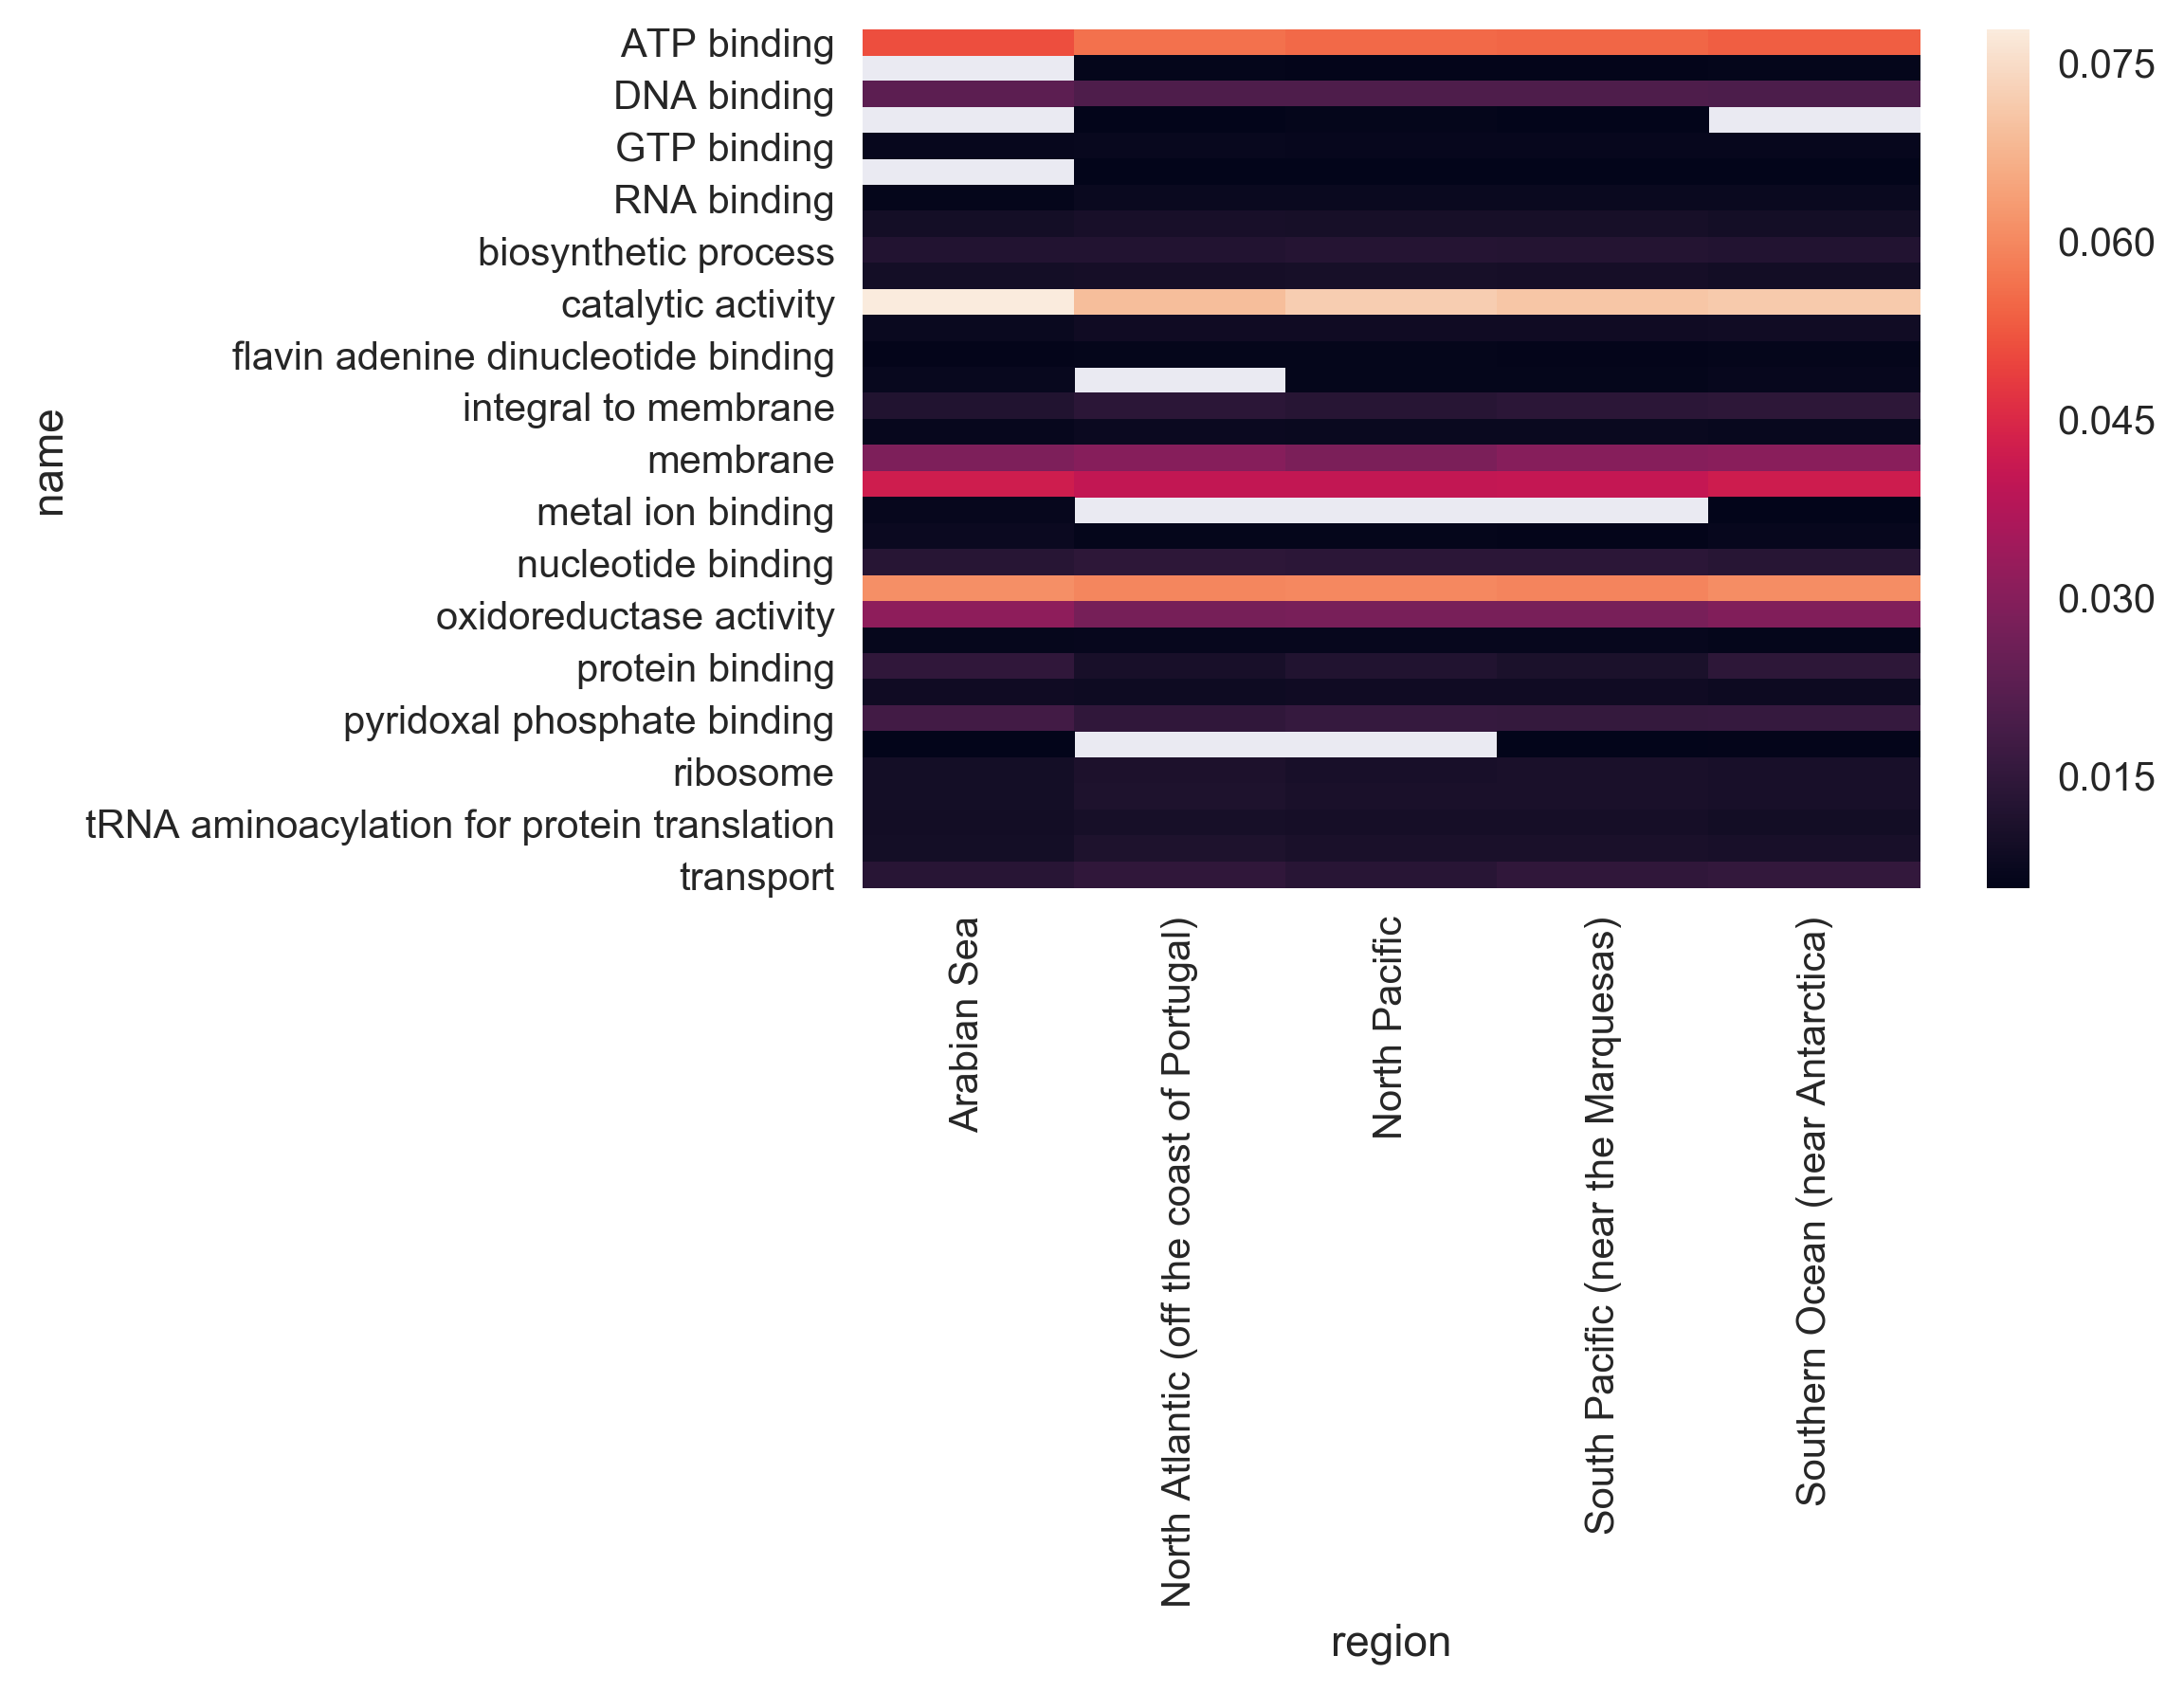 name
ATP binding
DNA binding
GTP binding
RNA binding
biosynthetic process
catalytic activity
flavin adenine dinucleotide binding
integral to membrane
membrane
metal ion binding
nucleotide binding
oxidoreductase activity
protein binding
pyridoxal phosphate binding
ribosome
tRNA aminoacylation for protein translation
transport
0.075
0.060
0.045
0.030
0.015
Arabian Sea
North Atlantic (off the coast of Portugal)
North Pacific
South Pacific (near the Marquesas)
Southern Ocean (near Antarctica)
region